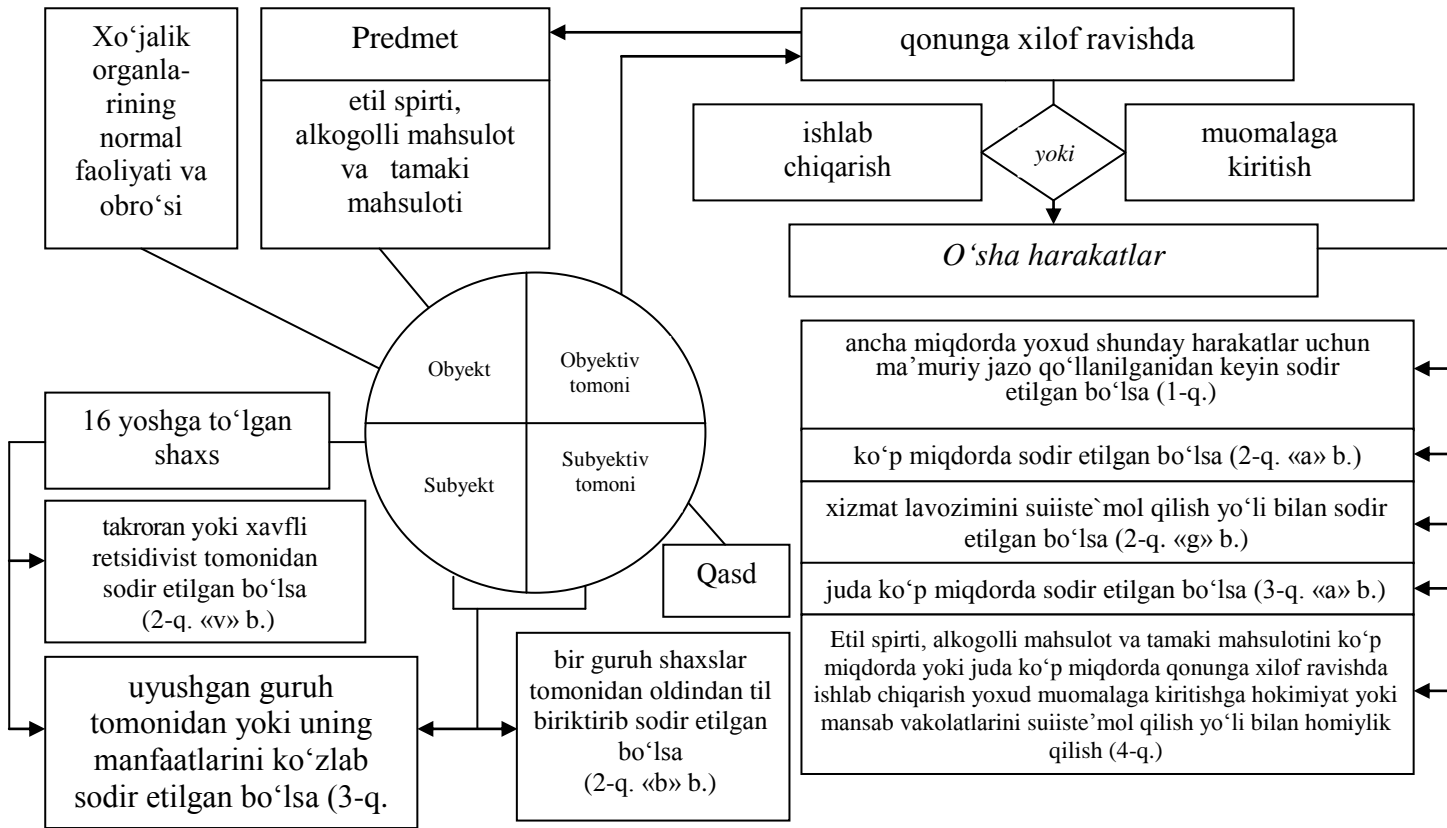 Xo‘jalik
organla-
rining
normal
faoliyati va
obro‘si
Predmet
etil spirti,
alkogolli mahsulot
va tamaki
mahsuloti
qonunga xilof ravishda
ishlab
chiqarish
yoki
muomalaga
kiritish
O‘sha harakatlar
Obyekt
Obyektiv
tomoni
Subyekt
Subyektiv
tomoni
16 yoshga to‘lgan
shaxs
takroran yoki xavfli
retsidivist tomonidan
sodir etilgan bo‘lsa
(2-q. «v» b.)
uyushgan guruh
tomonidan yoki uning
manfaatlarini ko‘zlab
sodir etilgan bo‘lsa (3-q.
Qasd
bir guruh shaxslar
tomonidan oldindan til
biriktirib sodir etilgan
bo‘lsa
(2-q. «b» b.)
ancha miqdorda yoxud shunday harakatlar uchun
ma’muriy jazo qo‘llanilganidan keyin sodir
etilgan bo‘lsa (1-q.)
ko‘p miqdorda sodir etilgan bo‘lsa (2-q. «a» b.)
xizmat lavozimini suiiste`mol qilish yo‘li bilan sodir
etilgan bo‘lsa (2-q. «g» b.)
juda ko‘p miqdorda sodir etilgan bo‘lsa (3-q. «a» b.)
Etil spirti, alkogolli mahsulot va tamaki mahsulotini ko‘p
miqdorda yoki juda ko‘p miqdorda qonunga xilof ravishda
ishlab chiqarish yoxud muomalaga kiritishga hokimiyat yoki
mansab vakolatlarini suiiste’mol qilish yo‘li bilan homiylik
qilish (4-q.)